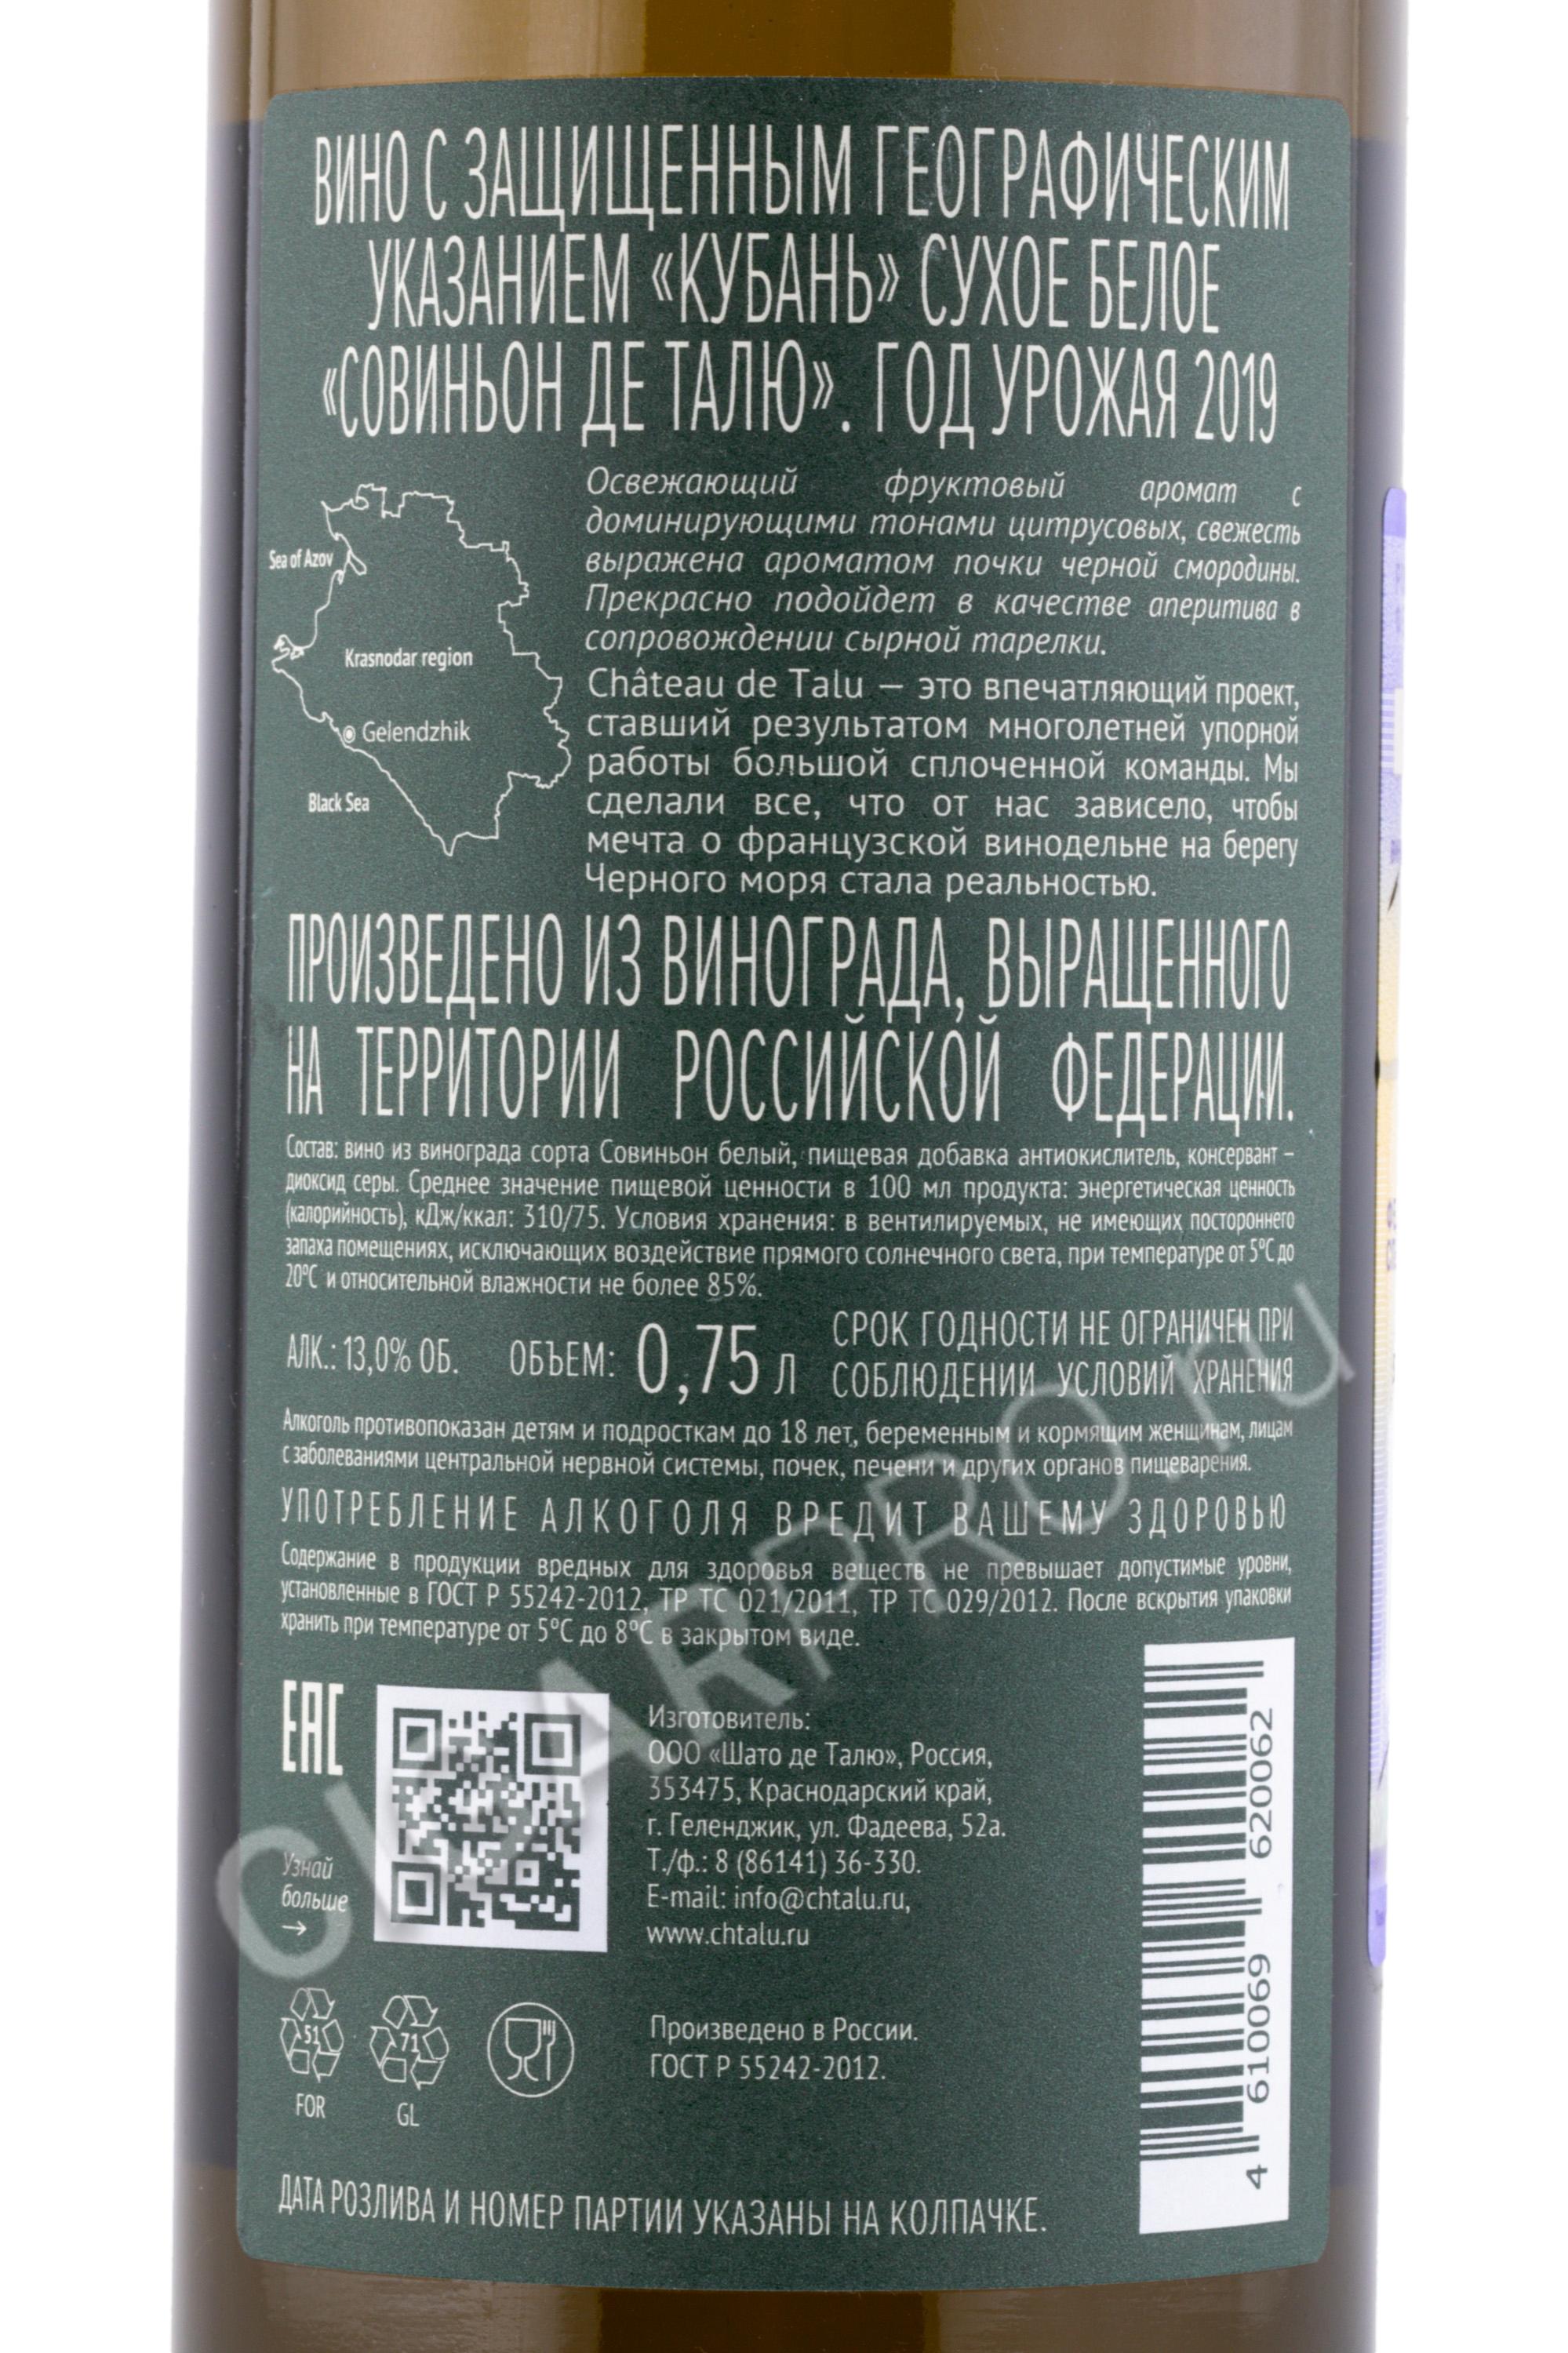 ВИНО С ЗАЩИЩЕННЫМ ГЕОГРАФИЧЕСКИМ
УКАЗАНИЕМ «КУБАНЬ» СУХОЕ БЕЛОЕ
«СОВИНЬОН ДЕ ТАЛЮ». ГОД УРОЖАЯ 2019
Sea of Azov
Krasnodar region
Gelendzhik
Black Sea
Освежающий фруктовый аромат с
доминирующими тонами цитрусовых, свежесть
выражена ароматом почки черной смородины.
Прекрасно подойдет в качестве аперитива в
сопровождении сырной тарелки.
Château de Talu — это впечатляющий проект,
ставший результатом многолетней упорной
работы большой сплоченной команды. Мы
сделали все, что от нас зависело, чтобы
мечта о французской винодельне на берегу
Черного моря стала реальностью.
ПРОИЗВЕДЕНО ИЗ ВИНОГРАДА, ВЫРАЩЕННОГО
НА ТЕРРИТОРИИ РОССИЙСКОЙ ФЕДЕРАЦИИ.
Состав: вино из винограда сорта Совиньон белый, пищевая добавка антиокислитель, консервант –
диоксид серы. Среднее значение пищевой ценности в 100 мл продукта: энергетическая ценность
(калорийность), кДж/ккал: 310/75. Условия хранения: в вентилируемых, не имеющих постороннего
запаха помещениях, исключающих воздействие прямого солнечного света, при температуре от 5°С до
20°С и относительной влажности не более 85%.
АЛК.: 13,0% ОБ. ОБЪЕМ: 0,75 Л
СРОК ГОДНОСТИ НЕ ОГРАНИЧЕН ПРИ
СОБЛЮДЕНИИ УСЛОВИЙ ХРАНЕНИЯ
Алкоголь противопоказан детям и подросткам до 18 лет, беременным и кормящим женщинам, лицам
с заболеваниями центральной нервной системы, почек, печени и других органов пищеварения.
УПОТРЕБЛЕНИЕ АЛКОГОЛЯ ВРЕДИТ ВАШЕМУ ЗДОРОВЬЮ
Содержание в продукции вредных для здоровья веществ не превышает допустимые уровни,
установленные в ГОСТ Р 55242-2012, ТР ТС 021/2011, ТР ТС 029/2012. После вскрытия упаковки
хранить при температуре от 5°С до 8°С в закрытом виде.
EAC
Узнай
больше
→
Изготовитель:
ООО «Шато де Талю», Россия,
353475, Краснодарский край,
г. Геленджик, ул. Фадеева, 52а.
Т./ф.: 8 (86141) 36-330.
E-mail: info@chtalu.ru,
www.chtalu.ru
51
FOR
71
GL
Произведено в России.
ГОСТ Р 55242-2012.
4 610069 620062
ДАТА РОЗЛИВА И НОМЕР ПАРТИИ УКАЗАНЫ НА КОЛПАЧКЕ.
CIGARPRO.ru